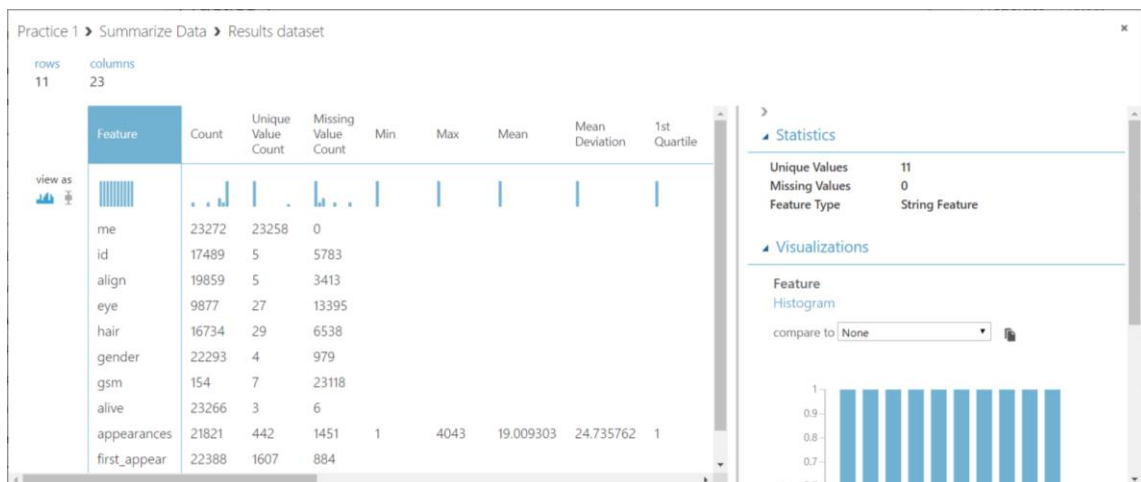 Practice 1 › Summarize Data › Results dataset
rows columns
11 23
Feature Count Unique Value Count Missing Value Count Min Max Mean Mean Deviation 1st Quartile
view as
me 23272 23258 0
id 17489 5 5783
align 19859 5 3413
eye 9877 27 13395
hair 16734 29 6538
gender 22293 4 979
gsm 154 7 23118
alive 23266 3 6
appearances 21821 442 1451 1 4043 19.009303 24.735762 1
first_appear 22388 1607 884
Statistics
Unique Values 11
Missing Values 0
Feature Type String Feature
Visualizations
Feature
Histogram
compare to None
1
0.9
0.8
0.7